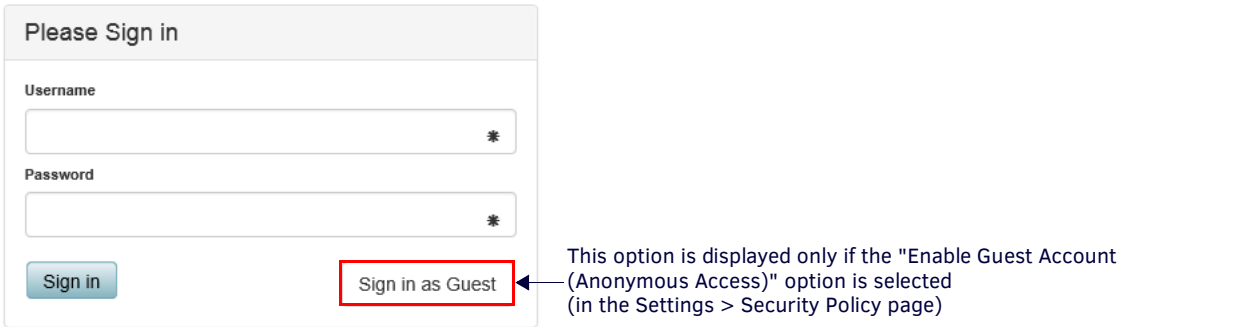 Please Sign in
Username
*
Password
*
Sign in
Sign in as Guest
This option is displayed only if the "Enable Guest Account
(Anonymous Access)" option is selected
(in the Settings > Security Policy page)